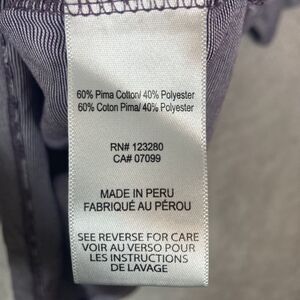 60% Pima Cotton/ 40% Polyester
60% Coton Pima/ 40% Polyester
RN# 123280
CA# 07099
MADE IN PERU
FABRIQUÉ AU PÉROU
SEE REVERSE FOR CARE
VOIR AU VERSO POUR
LES INSTRUCTIONS
DE LAVAGE